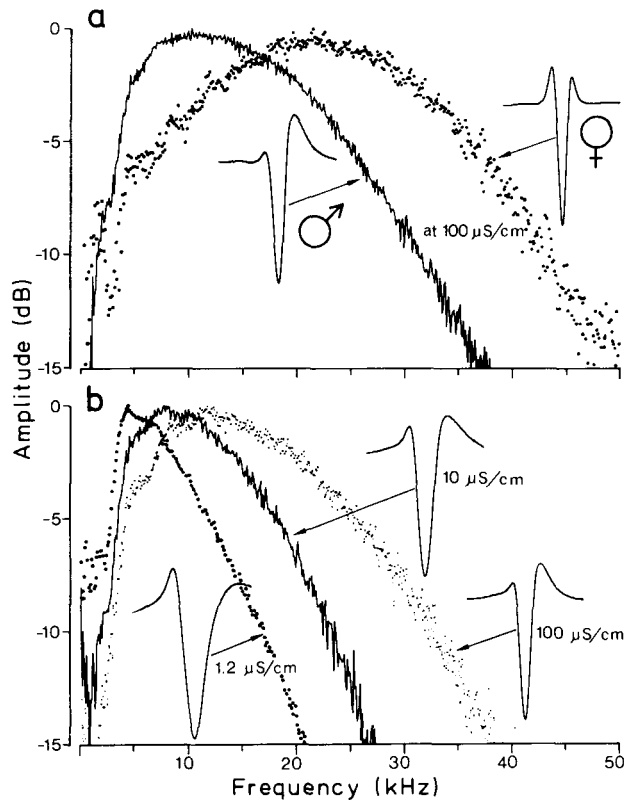 a
0
-5
-10
-15
at 100 µS/cm
Amplitude (dB)
b
0
-5
-10
-15
10 µS/cm
100 µS/cm
1.2 µS/cm
10 20 30 40 50
Frequency (kHz)